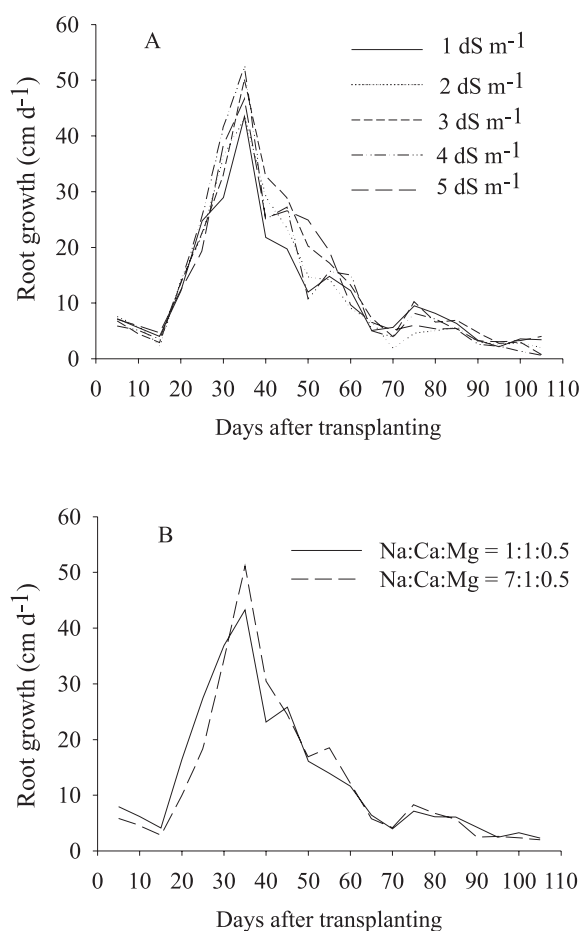 A
1 dS m-1
2 dS m-1
3 dS m-1
4 dS m-1
5 dS m-1
Root growth (cm d-1)
60
50
40
30
20
10
0
0 10 20 30 40 50 60 70 80 90 100 110
Days after transplanting
B
Na:Ca:Mg = 1:1:0.5
Na:Ca:Mg = 7:1:0.5
Root growth (cm d-1)
60
50
40
30
20
10
0
0 10 20 30 40 50 60 70 80 90 100 110
Days after transplanting